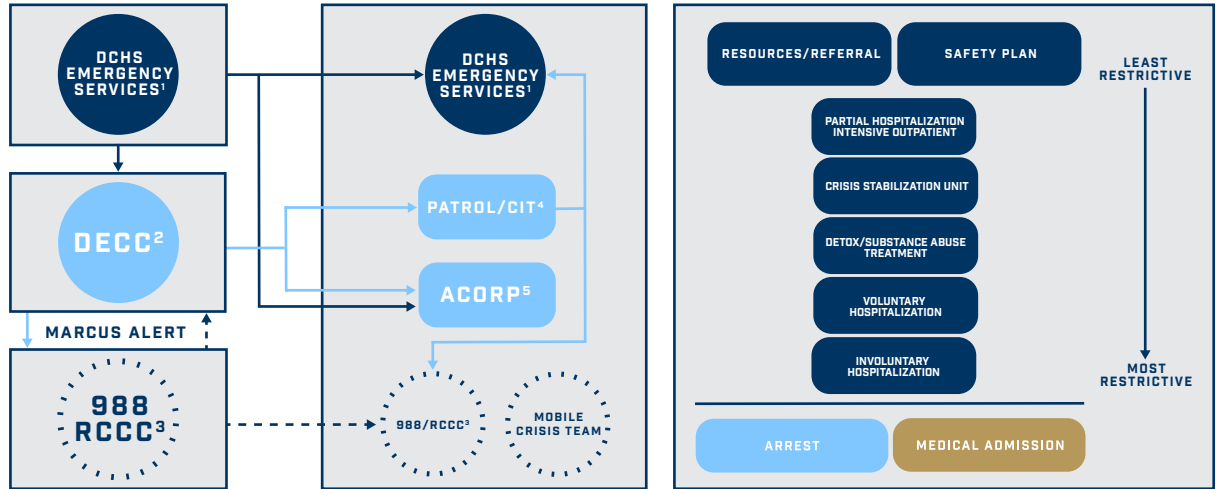 DCHS
EMERGENCY
SERVICES¹
DECC²
MARCUS ALERT
988
RCCC³
DCHS
EMERGENCY
SERVICES¹
PATROL/CIT⁴
ACORP⁵
988/RCCC³
MOBILE
CRISIS TEAM
RESOURCES/REFERRAL
SAFETY PLAN
PARTIAL HOSPITALIZATION
INTENSIVE OUTPATIENT
CRISIS STABILIZATION UNIT
DETOX/SUBSTANCE ABUSE
TREATMENT
VOLUNTARY
HOSPITALIZATION
INVOLUNTARY
HOSPITALIZATION
LEAST
RESTRICTIVE
MOST
RESTRICTIVE
ARREST
MEDICAL ADMISSION